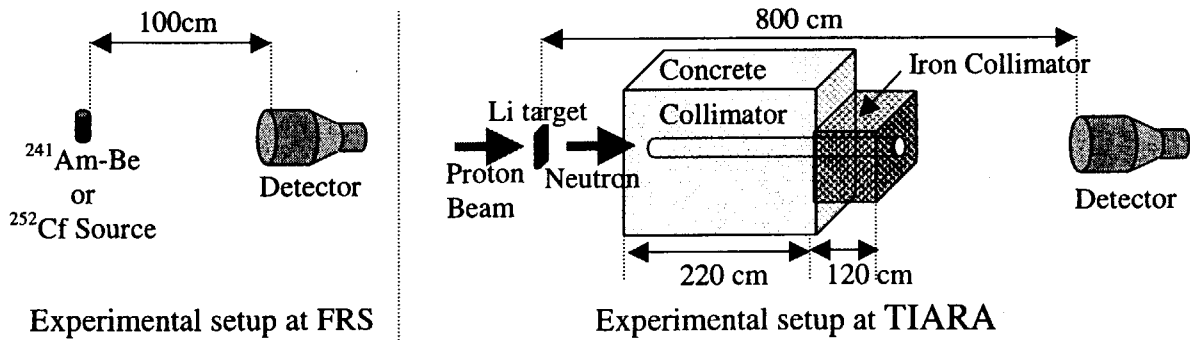 100cm
²⁴¹Am-Be
or
²⁵²Cf Source
Detector
Experimental setup at FRS
800 cm
Concrete
Iron Collimator
Li target
Collimator
Proton
Beam
Neutron
Detector
220 cm
120 cm
Experimental setup at TIARA